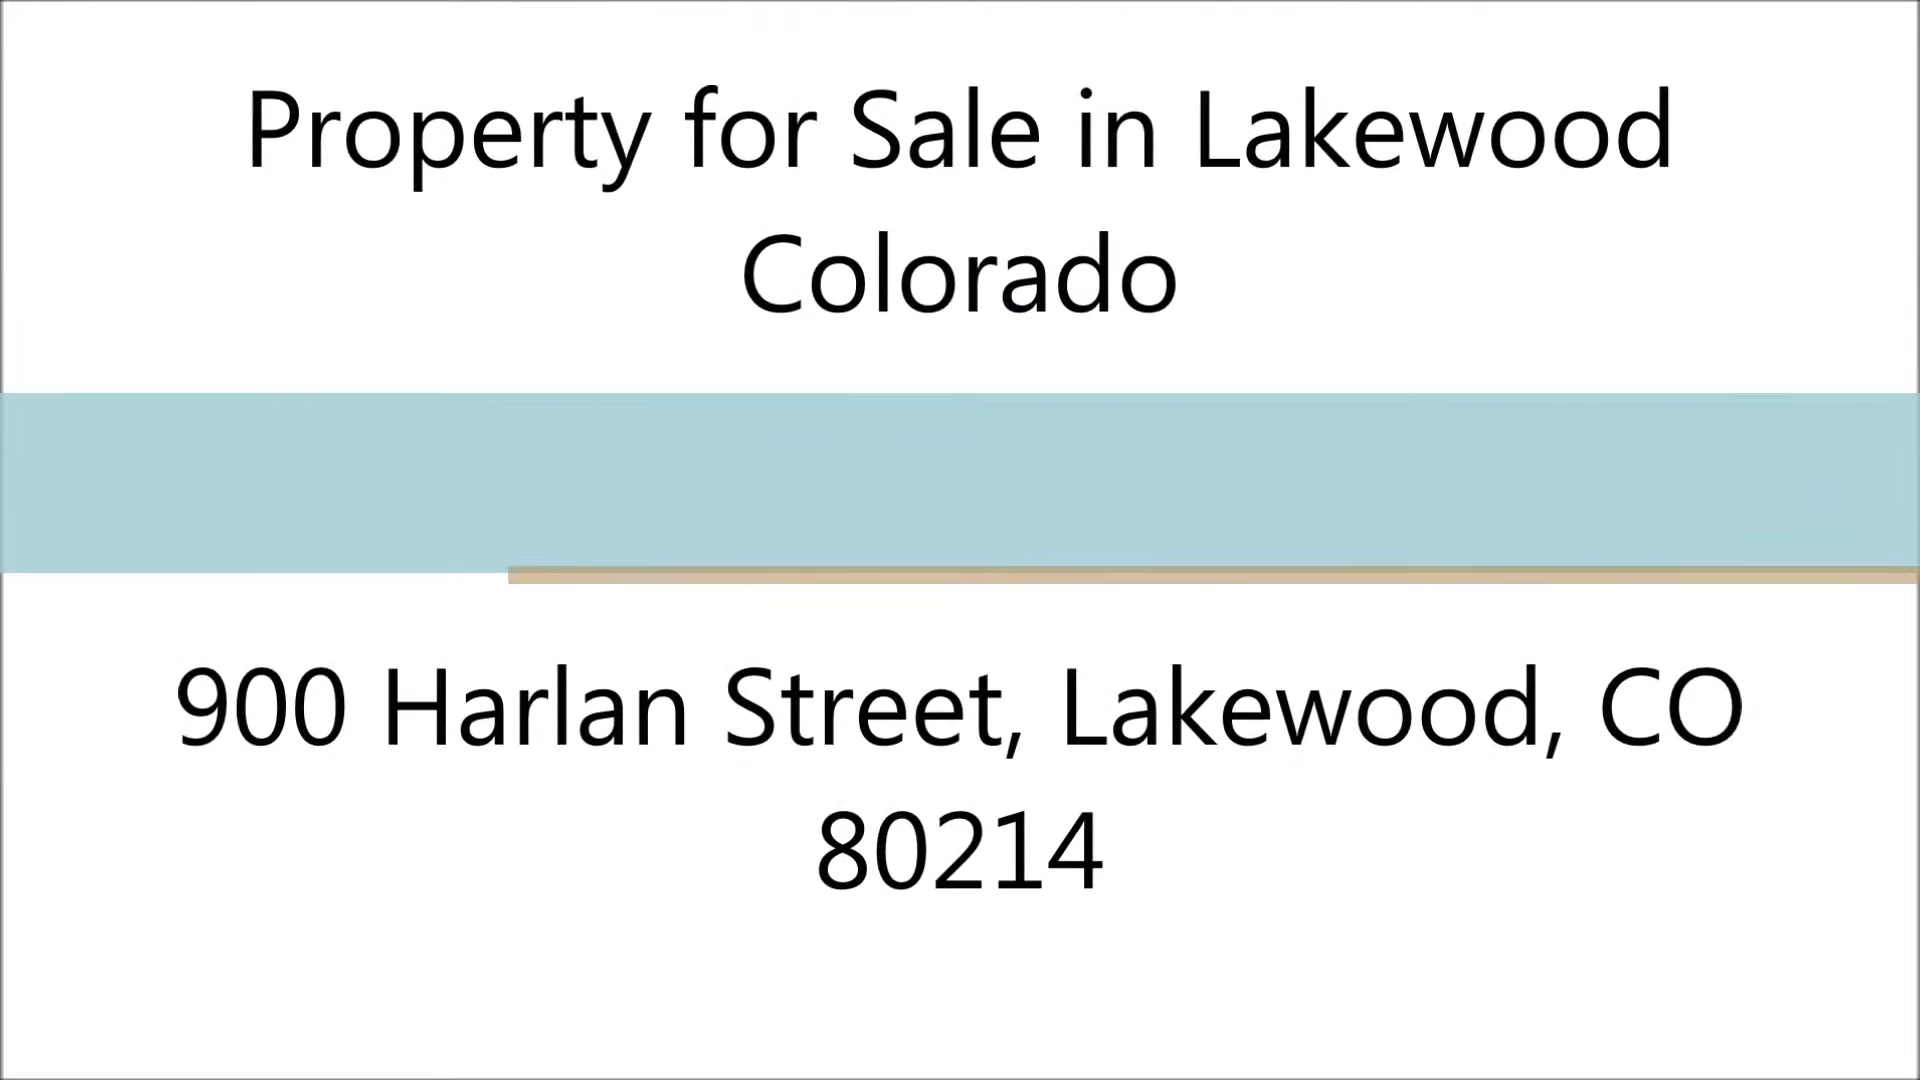 Property for Sale in Lakewood
Colorado
900 Harlan Street, Lakewood, CO
80214